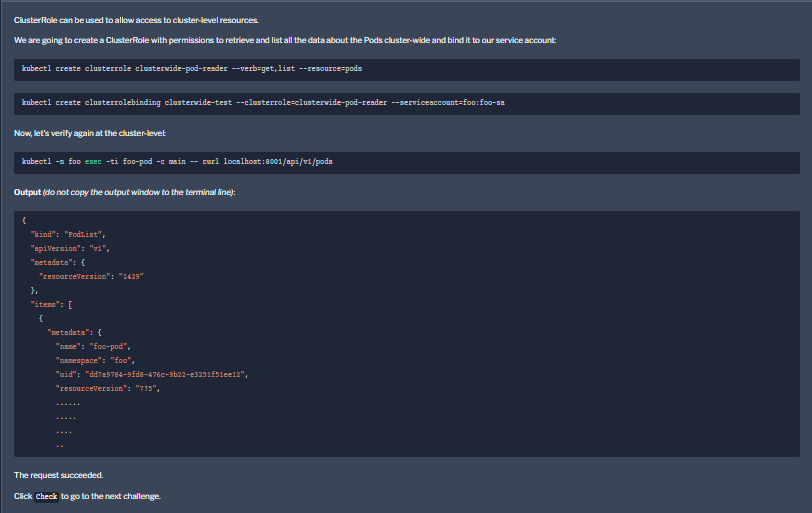 ClusterRole can be used to allow access to cluster-level resources.
We are going to create a ClusterRole with permissions to retrieve and list all the data about the Pods cluster-wide and bind it to our service account:
kubectl create clusterrole clusterwide-pod-reader --verb=get,list --resource=pods
kubectl create clusterrolebinding clusterwide-test --clusterrole=clusterwide-pod-reader --serviceaccount=foo:foo-sa
Now, let's verify again at the cluster-level:
kubectl -n foo exec -ti foo-pod -c main -- curl localhost:8001/api/v1/pods
Output (do not copy the output window to the terminal line):
{
"kind": "PodList",
"apiVersion": "v1",
"metadata": {
"resourceVersion": "1429"
},
"items": [
{
"metadata": {
"name": "foo-pod",
"namespace": "foo",
"uid": "dd7a9784-9fd8-476c-9b22-e3251f51ee12",
"resourceVersion": "775",
......
.....
....
..
The request succeeded.
Click Check to go to the next challenge.